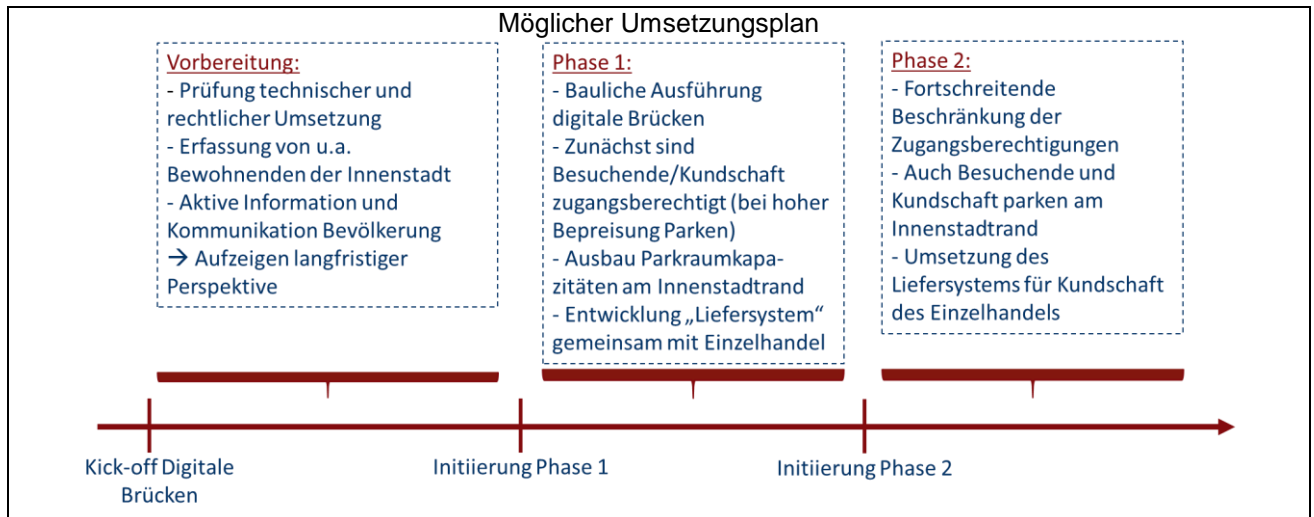 Möglicher Umsetzungsplan
Vorbereitung:
- Prüfung technischer und
rechtlicher Umsetzung
- Erfassung von u.a.
Bewohnenden der Innenstadt
- Aktive Information und
Kommunikation Bevölkerung
→ Aufzeigen langfristiger
Perspektive
Phase 1:
- Bauliche Ausführung
digitale Brücken
- Zunächst sind
Besuchende/Kundschaft
zugangsberechtigt (bei hoher
Bepreisung Parken)
- Ausbau Parkraumkapa-
zitäten am Innenstadtrand
- Entwicklung „Liefersystem“
gemeinsam mit Einzelhandel
Phase 2:
- Fortschreitende
Beschränkung der
Zugangsberechtigungen
- Auch Besuchende und
Kundschaft parken am
Innenstadtrand
- Umsetzung des
Liefersystems für Kundschaft
des Einzelhandels
Kick-off Digitale
Brücken
Initiierung Phase 1
Initiierung Phase 2